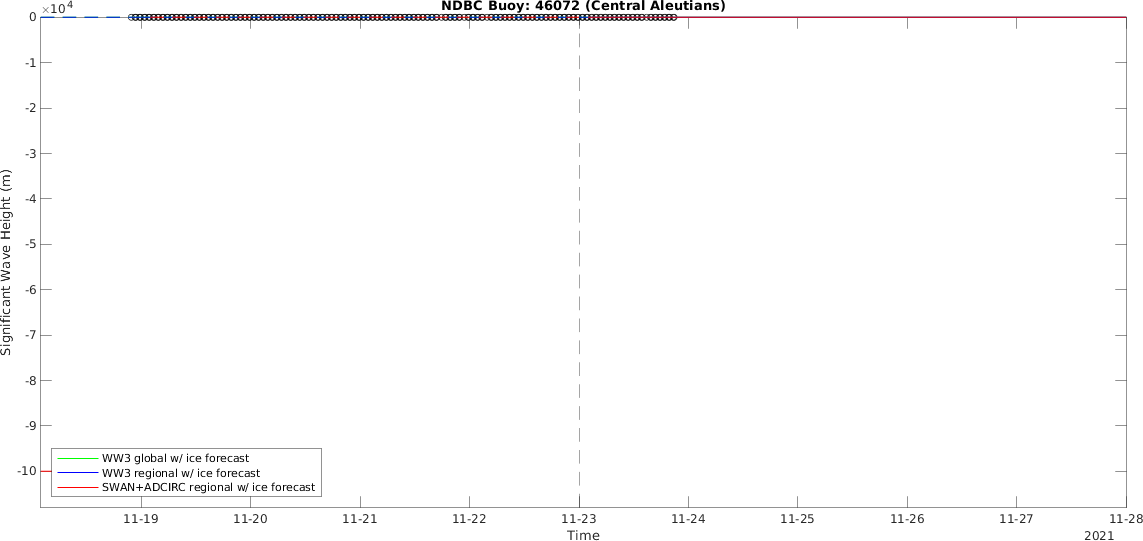 NDBC Buoy: 46072 (Central Aleutians)
×10⁴
0
-1
-2
-3
-4
-5
-6
-7
-8
-9
-10
Significant Wave Height (m)
WW3 global w/ ice forecast
WW3 regional w/ ice forecast
SWAN+ADCIRC regional w/ ice forecast
11-19 11-20 11-21 11-22 11-23 11-24 11-25 11-26 11-27 11-28
Time
2021